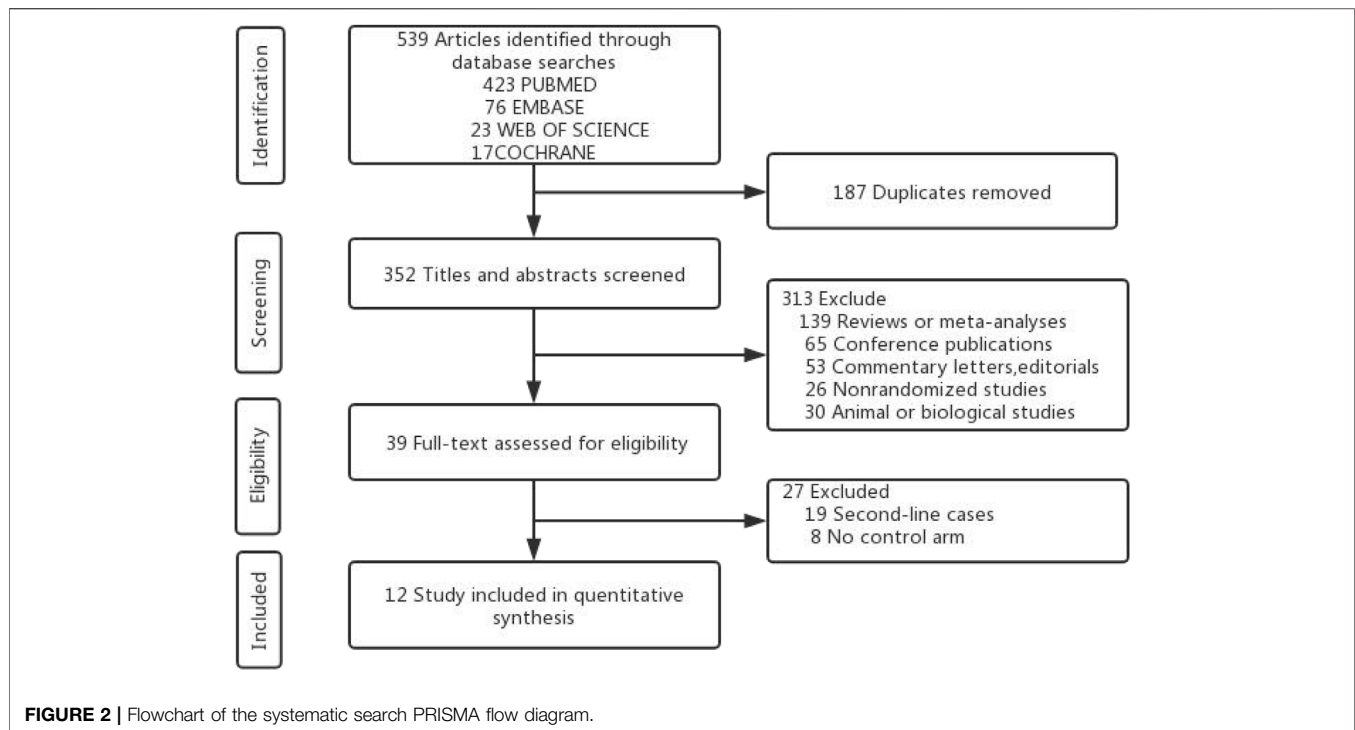 Identification
539 Articles identified through
database searches
423 PUBMED
76 EMBASE
23 WEB OF SCIENCE
17COCHRANE
187 Duplicates removed
Screening
352 Titles and abstracts screened
313 Exclude
139 Reviews or meta-analyses
65 Conference publications
53 Commentary letters,editorials
26 Nonrandomized studies
30 Animal or biological studies
Eligibility
39 Full-text assessed for eligibility
27 Excluded
19 Second-line cases
8 No control arm
Included
12 Study included in quantitative
synthesis
FIGURE 2 | Flowchart of the systematic search PRISMA flow diagram.